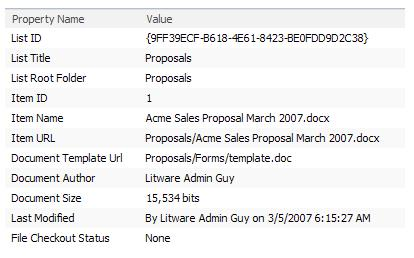 Property Name Value
List ID {9FF39ECF-B618-4E61-8423-BE0FDD9D2C38}
List Title Proposals
List Root Folder Proposals
Item ID 1
Item Name Acme Sales Proposal March 2007.docx
Item URL Proposals/Acme Sales Proposal March 2007.docx
Document Template Url Proposals/Forms/template.doc
Document Author Litware Admin Guy
Document Size 15,534 bits
Last Modified By Litware Admin Guy on 3/5/2007 6:15:27 AM
File Checkout Status None